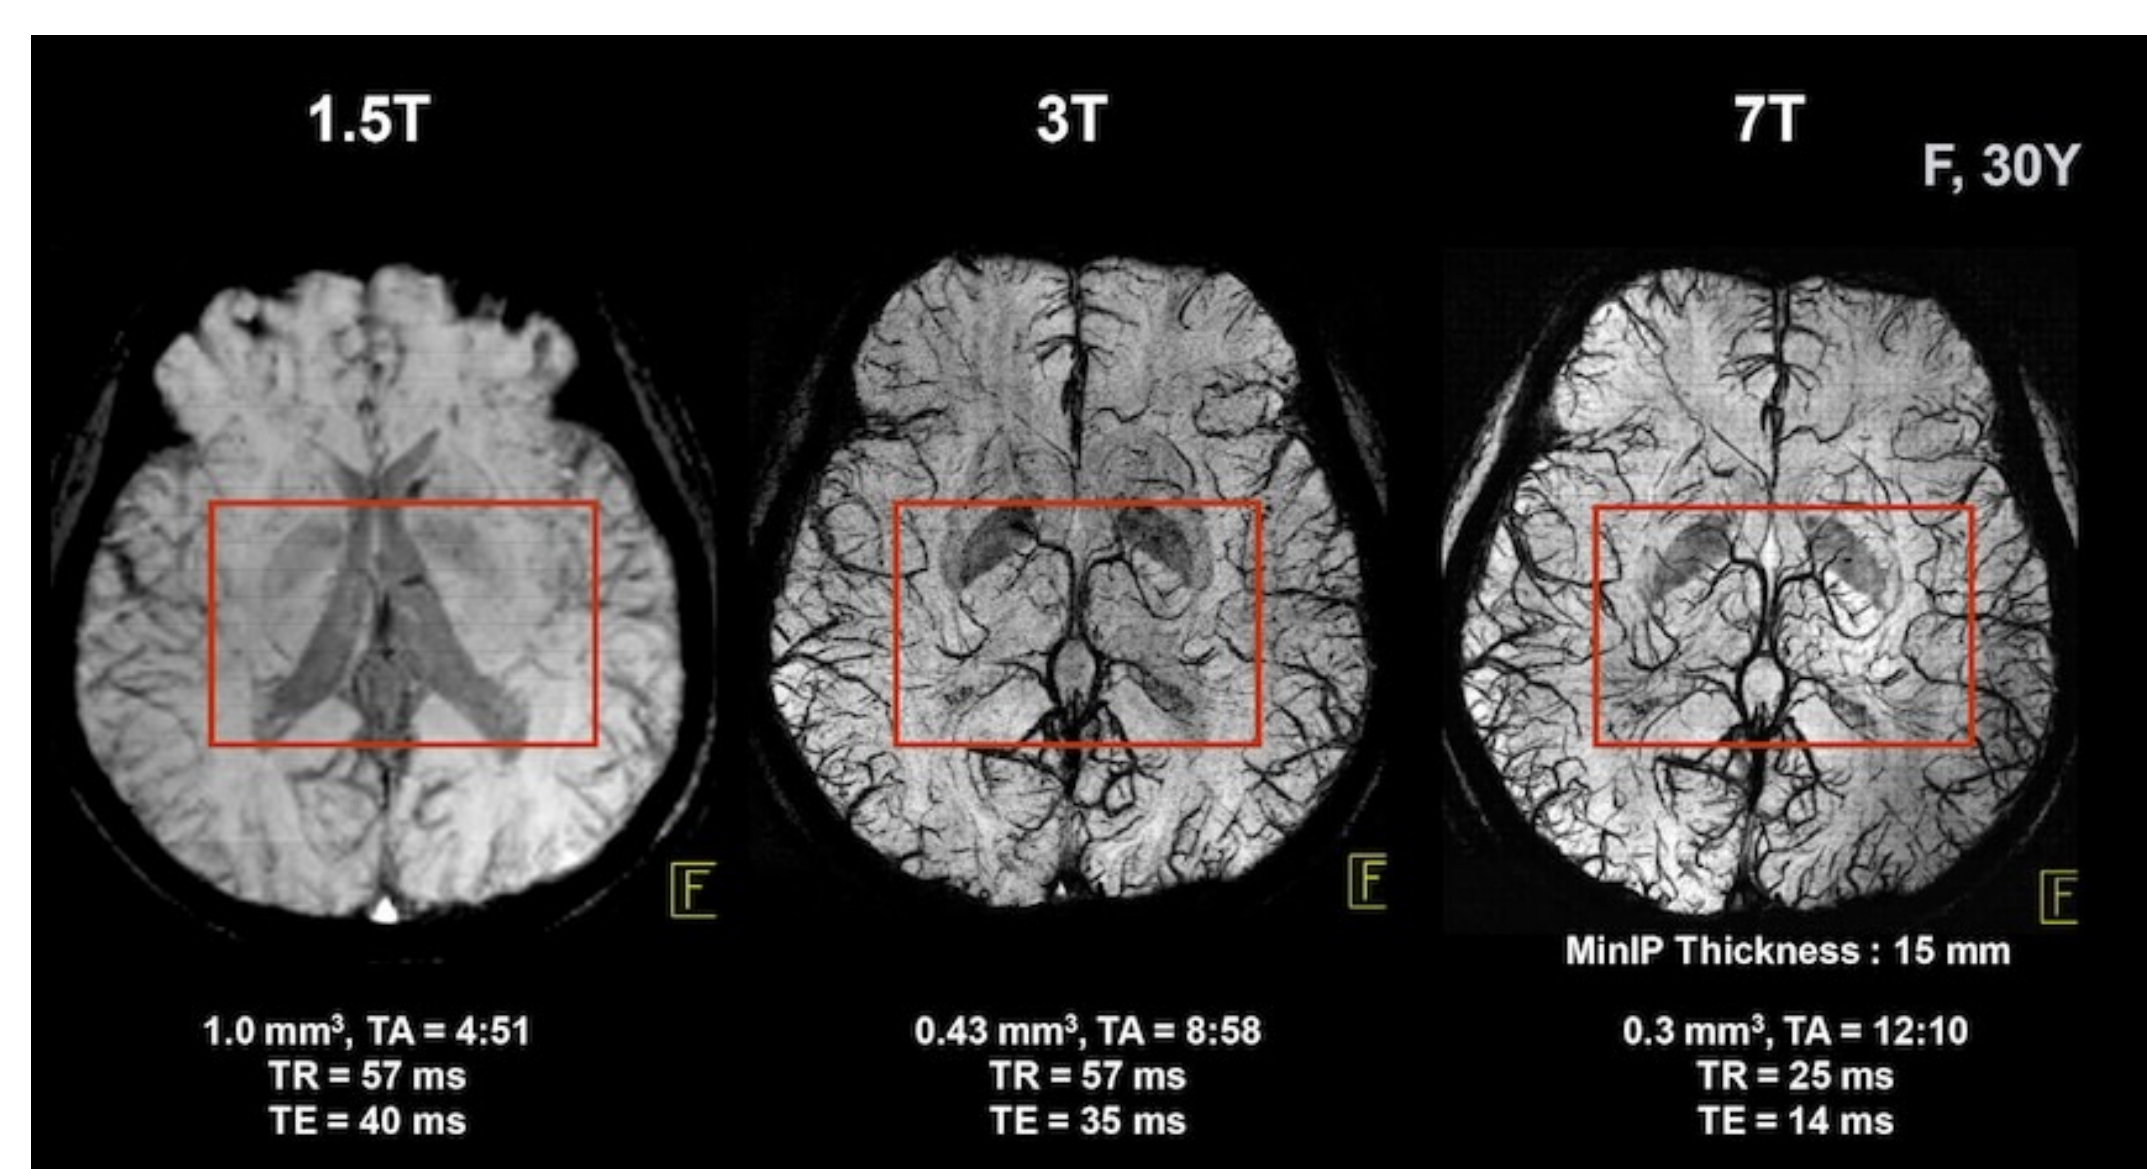 1.5T
3T
7T
F, 30Y
F
F
F
MinIP Thickness : 15 mm
1.0 mm³, TA = 4:51
TR = 57 ms
TE = 40 ms
0.43 mm³, TA = 8:58
TR = 57 ms
TE = 35 ms
0.3 mm³, TA = 12:10
TR = 25 ms
TE = 14 ms